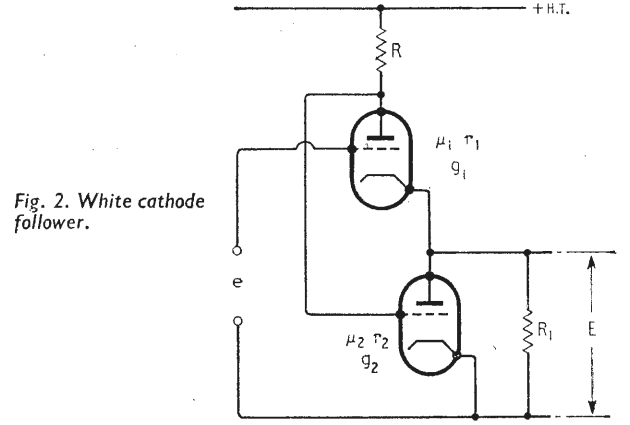 + H.T.
R
μ₁ r₁
g₁
Fig. 2. White cathode
follower.
e
μ₂ r₂
g₂
R₁
E